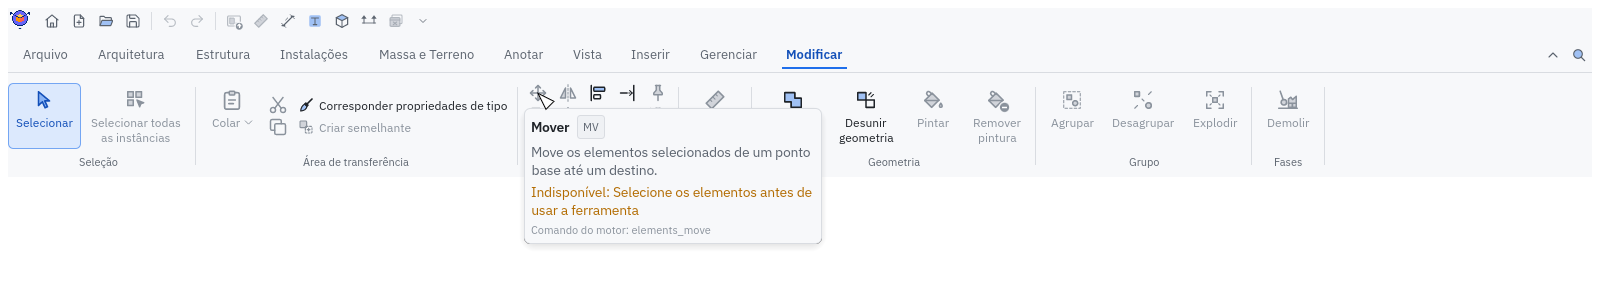 Arquivo Arquitetura Estrutura Instalações Massa e Terreno Anotar Vista Inserir Gerenciar Modificar
Selecionar
Selecionar todas
as instâncias
Seleção
Colar
Corresponder propriedades de tipo
Criar semelhante
Área de transferência
Mover MV
Move os elementos selecionados de um ponto
base até um destino.
Indisponível: Selecione os elementos antes de
usar a ferramenta
Comando do motor: elements_move
Desunir
geometria
Pintar
Remover
pintura
Geometria
Agrupar
Desagrupar
Explodir
Grupo
Demolir
Fases